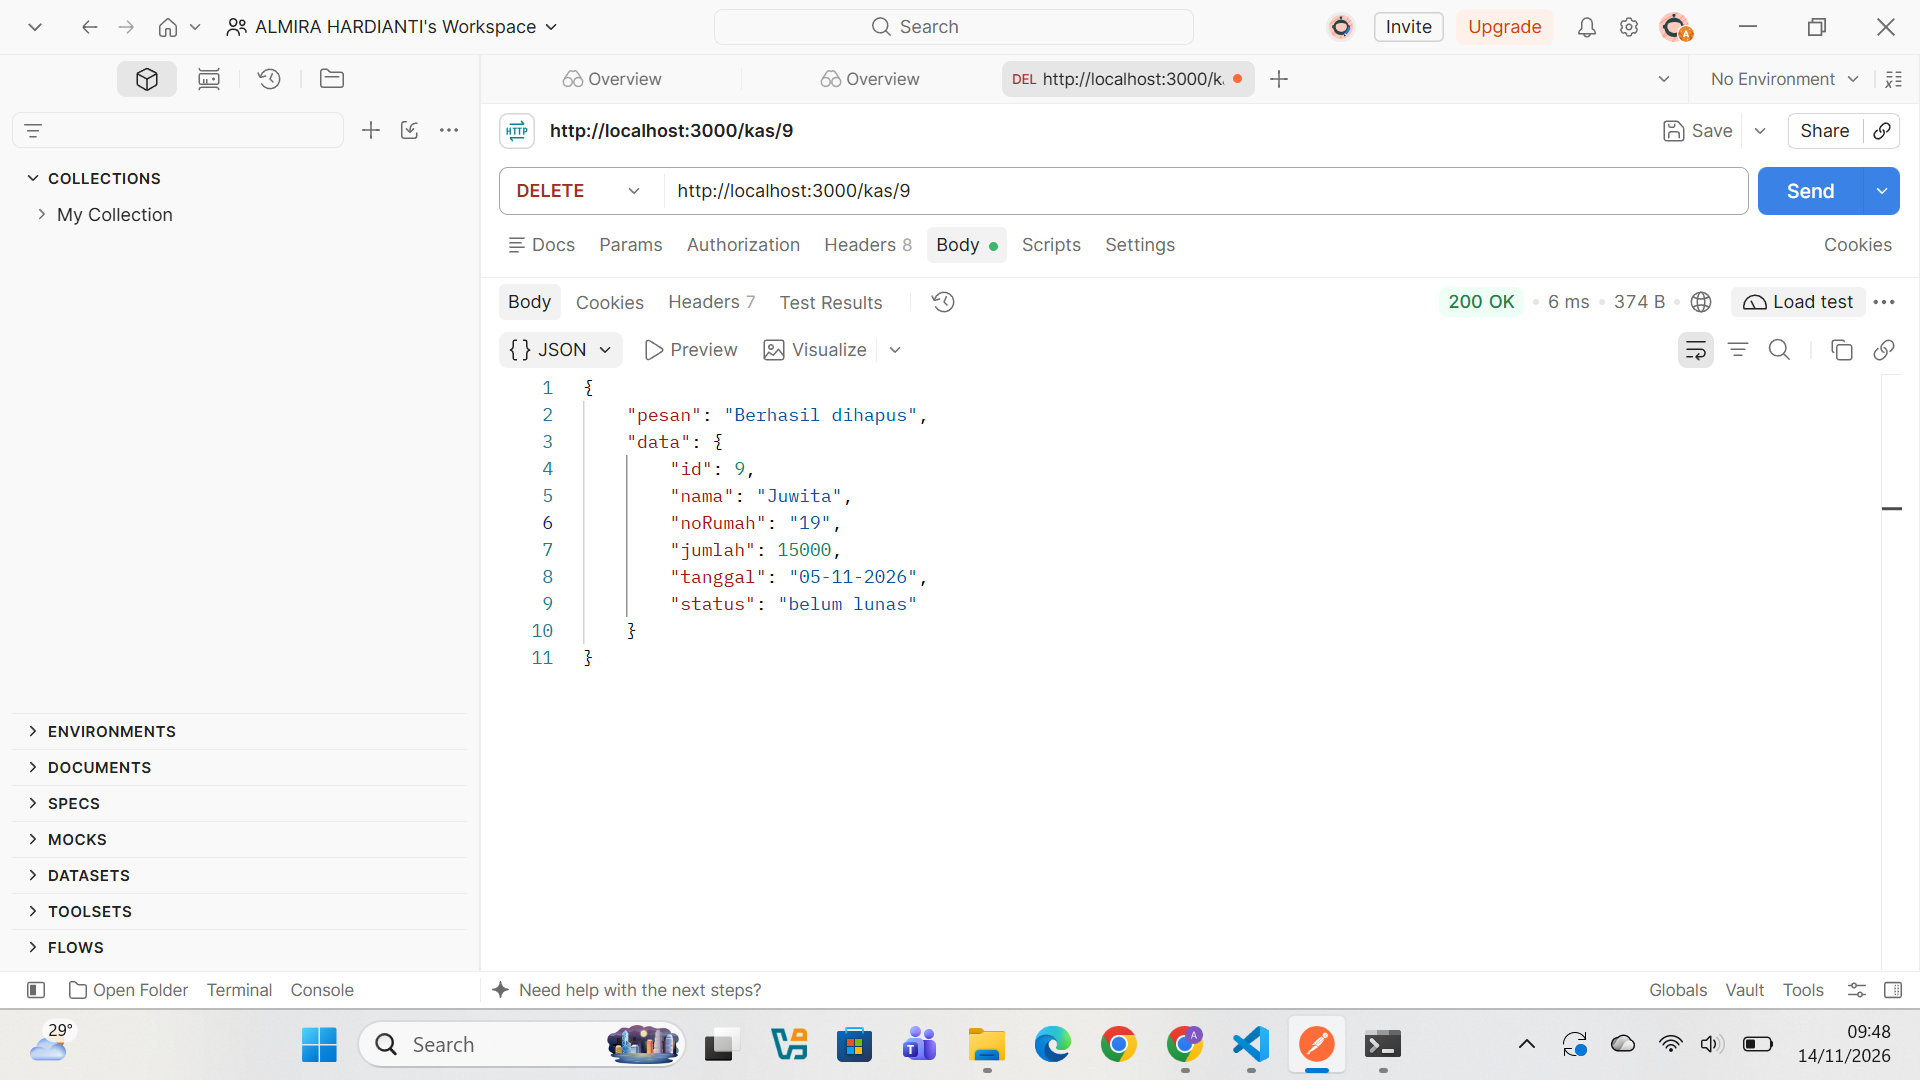 ALMIRA HARDIANTI's Workspace
Search
Invite
Upgrade
Overview
Overview
DEL http://localhost:3000/ka
No Environment
COLLECTIONS
My Collection
HTTP
http://localhost:3000/kas/9
Save
Share
DELETE
http://localhost:3000/kas/9
Send
Docs
Params
Authorization
Headers 8
Body
Scripts
Settings
Cookies
Body
Cookies
Headers 7
Test Results
200 OK
6 ms
374 B
Load test
{ } JSON
Preview
Visualize
1 {
2 "pesan": "Berhasil dihapus",
3 "data": {
4 "id": 9,
5 "nama": "Juwita",
6 "noRumah": "19",
7 "jumlah": 15000,
8 "tanggal": "05-11-2026",
9 "status": "belum lunas"
10 }
11 }
ENVIRONMENTS
DOCUMENTS
SPECS
MOCKS
DATASETS
TOOLSETS
FLOWS
Open Folder
Terminal
Console
Need help with the next steps?
Globals
Vault
Tools
29°
Search
09:48
14/11/2026